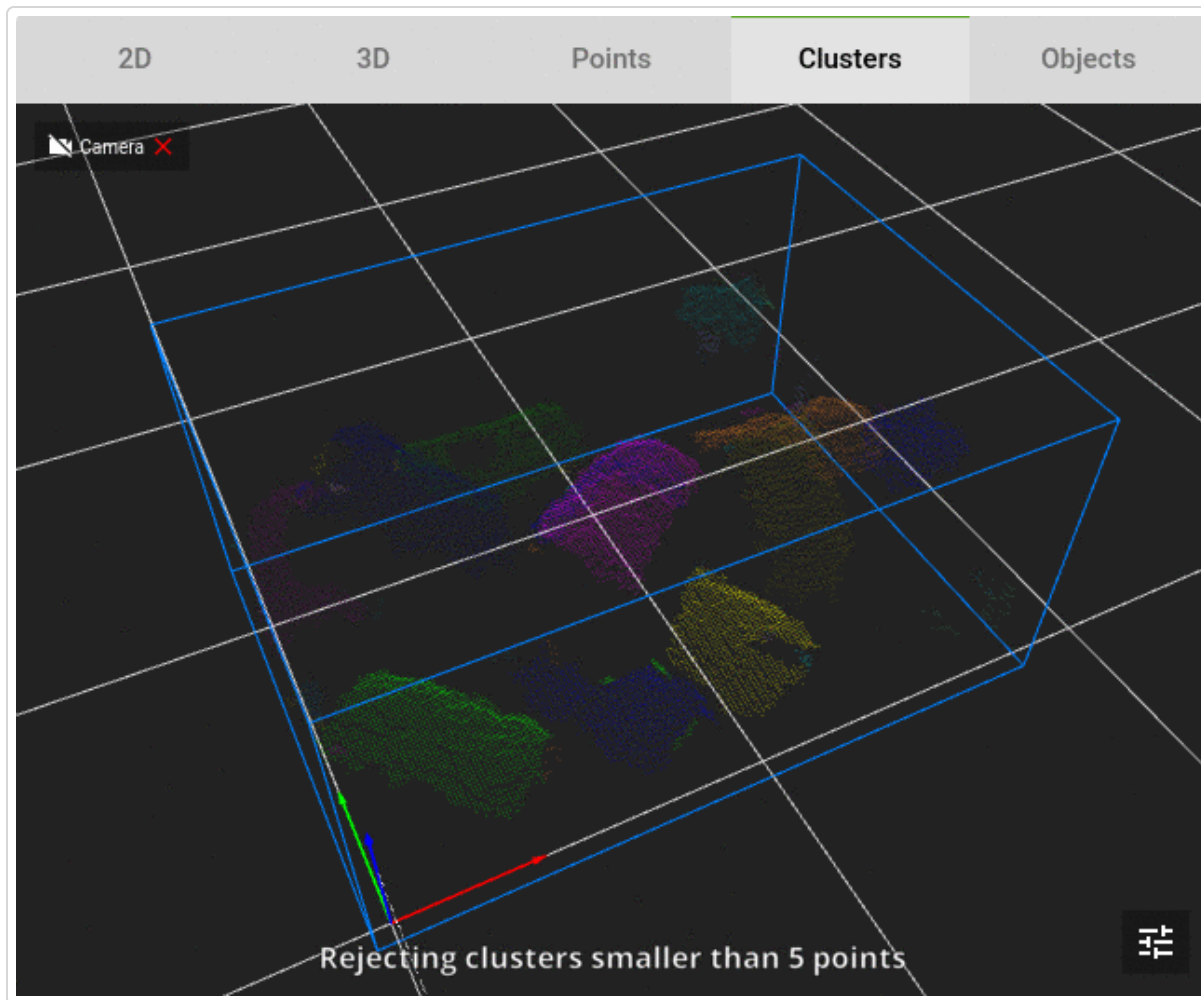 2D
3D
Points
Clusters
Objects
Camera
Rejecting clusters smaller than 5 points